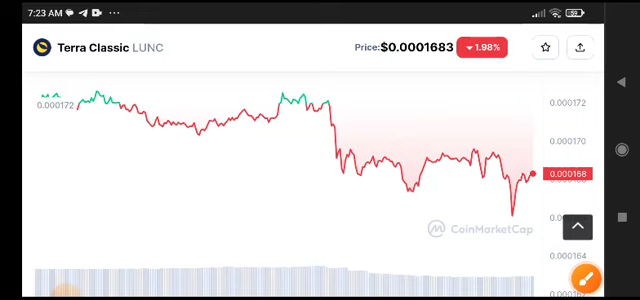 7:23 AM
Terra Classic LUNC
Price: $0.0001683
1.98%
0.000172
0.000172
0.000170
0.000168
CoinMarketCap
0.000164